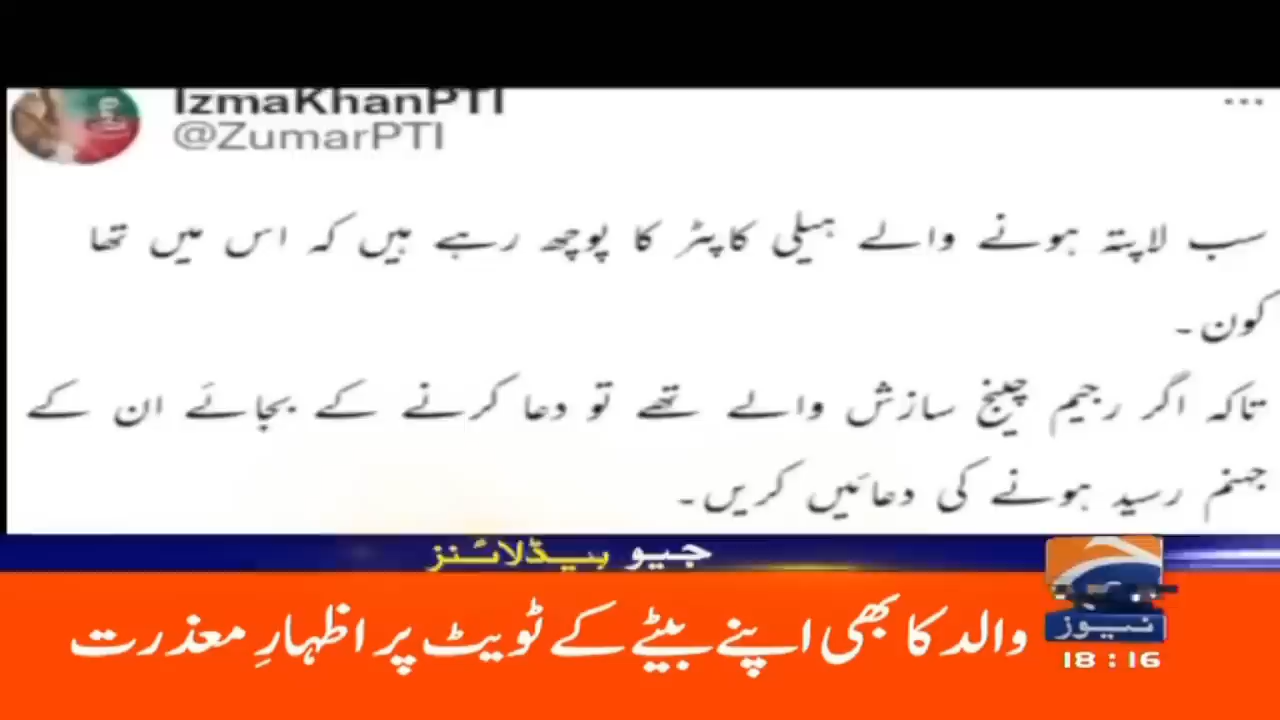 IzmaKhanPTI
@ZumarPTI
سب لاپتہ ہونے والے ہیلی کاپٹر کا پوچھ رہے ہیں کہ اس میں تھا
کون۔
تاکہ اگر رجیم چینج سازش والے تھے تو دعا کرنے کے بجائے ان کے
جہنم رسید ہونے کی دعائیں کریں۔
جیو ہیڈلائنز
والد کا بھی اپنے بیٹے کے ٹویٹ پر اظہارِ معذرت
نیوز
18:16